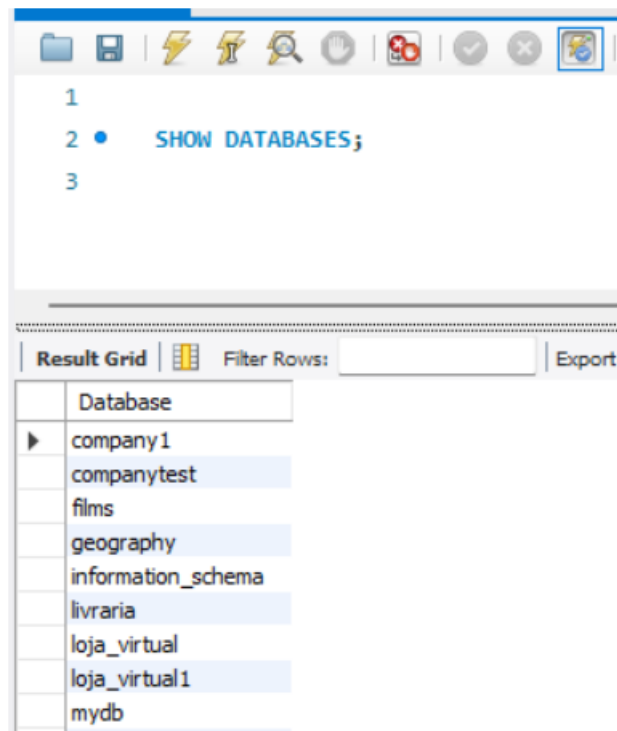 1
2 SHOW DATABASES;
3
Result Grid Filter Rows: Export
Database
company1
companytest
films
geography
information_schema
livraria
loja_virtual
loja_virtual1
mydb